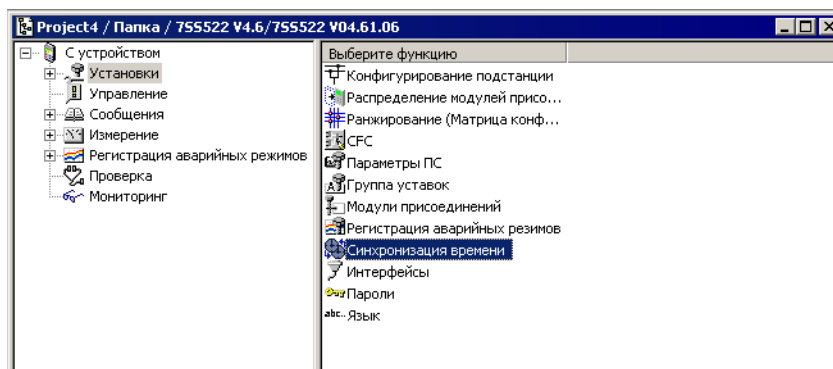 Project4 / Папка / 7SS522 V4.6/7SS522 V04.61.06
С устройством
Установки
Управление
Сообщения
Измерение
Регистрация аварийных режимов
Проверка
Мониторинг
Выберите функцию
Конфигурирование подстанции
Распределение модулей присо...
Ранжирование (Матрица конф...
CFC
Параметры ПС
Группа уставок
Модули присоединений
Регистрация аварийных резимов
Синхронизация времени
Интерфейсы
Пароли
abc.. Язык